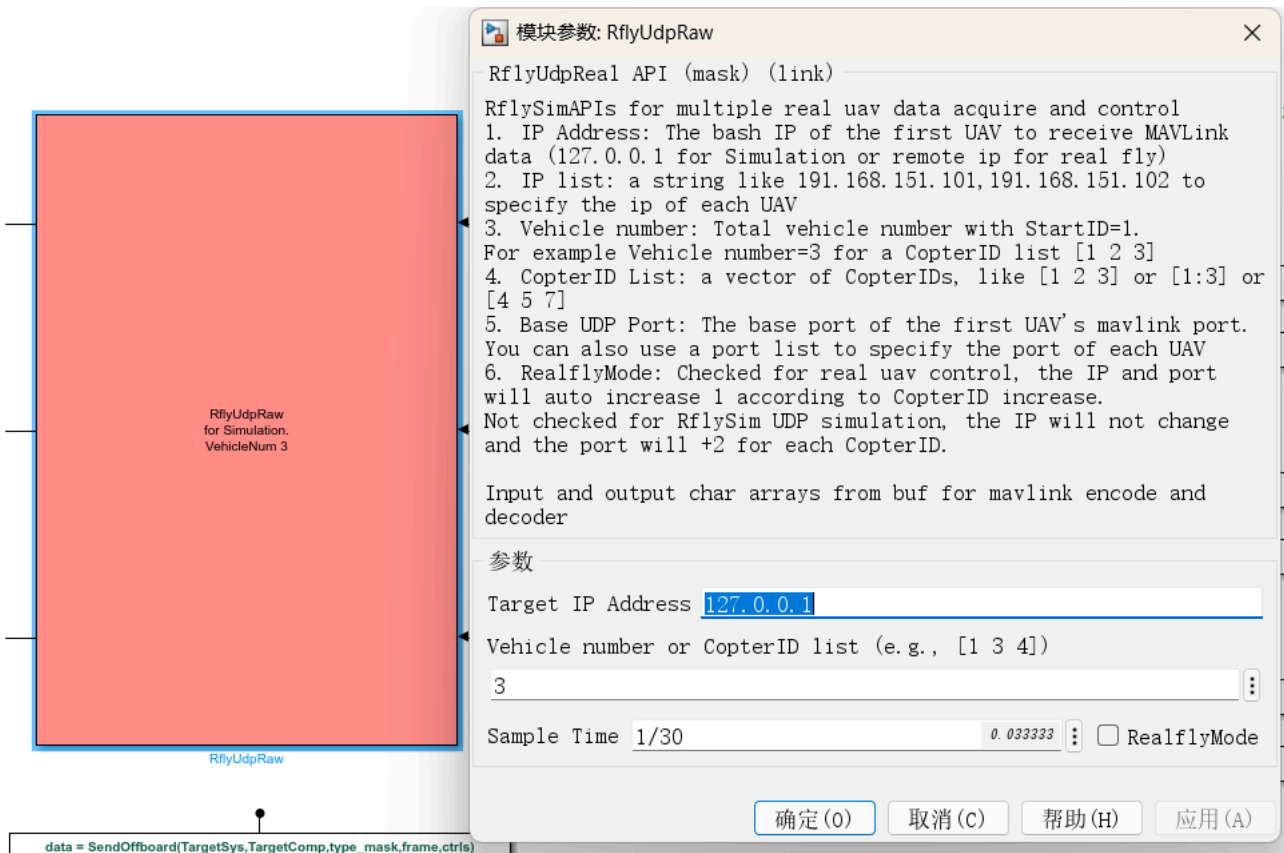 模块参数: RflyUdpRaw
RflyUdpReal API (mask) (link)
RflySimAPIs for multiple real uav data acquire and control
1. IP Address: The bash IP of the first UAV to receive MAVLink
data (127.0.0.1 for Simulation or remote ip for real fly)
2. IP list: a string like 191.168.151.101,191.168.151.102 to
specify the ip of each UAV
3. Vehicle number: Total vehicle number with StartID=1.
For example Vehicle number=3 for a CopterID list [1 2 3]
4. CopterID List: a vector of CopterIDs, like [1 2 3] or [1:3] or
[4 5 7]
5. Base UDP Port: The base port of the first UAV's mavlink port.
You can also use a port list to specify the port of each UAV
6. RealflyMode: Checked for real uav control, the IP and port
will auto increase 1 according to CopterID increase.
Not checked for RflySim UDP simulation, the IP will not change
and the port will +2 for each CopterID.
Input and output char arrays from buf for mavlink encode and
decoder
参数
Target IP Address 127.0.0.1
Vehicle number or CopterID list (e.g., [1 3 4])
3
Sample Time 1/30 0.033333 RealflyMode
确定(O) 取消(C) 帮助(H) 应用(A)
RflyUdpRaw
for Simulation.
VehicleNum 3
RflyUdpRaw
data = SendOffboard(TargetSys,TargetComp,type_mask,frame,ctrls)